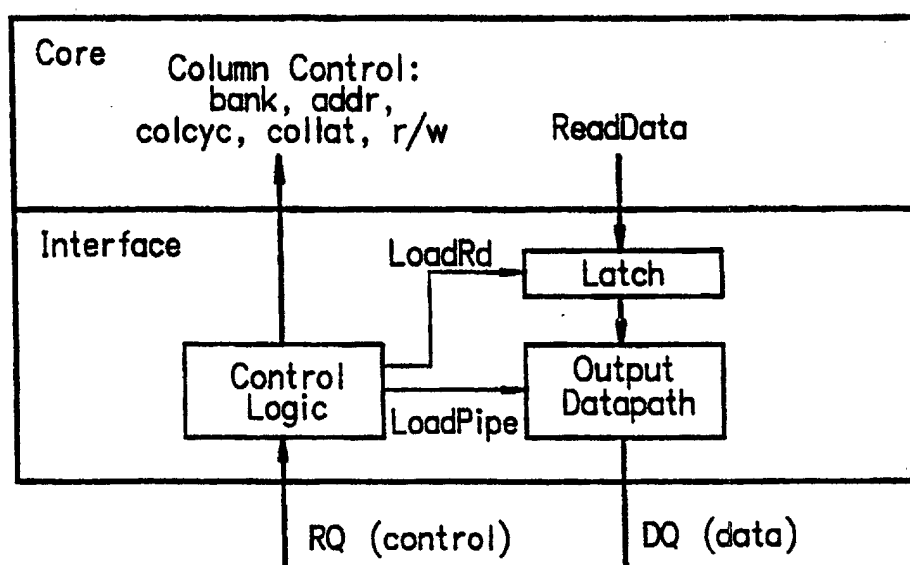 Core
Column Control:
bank, addr,
colcyc, collat, r/w
ReadData
Interface
LoadRd
Latch
Control
Logic
Output
Datapath
LoadPipe
RQ (control)
DQ (data)